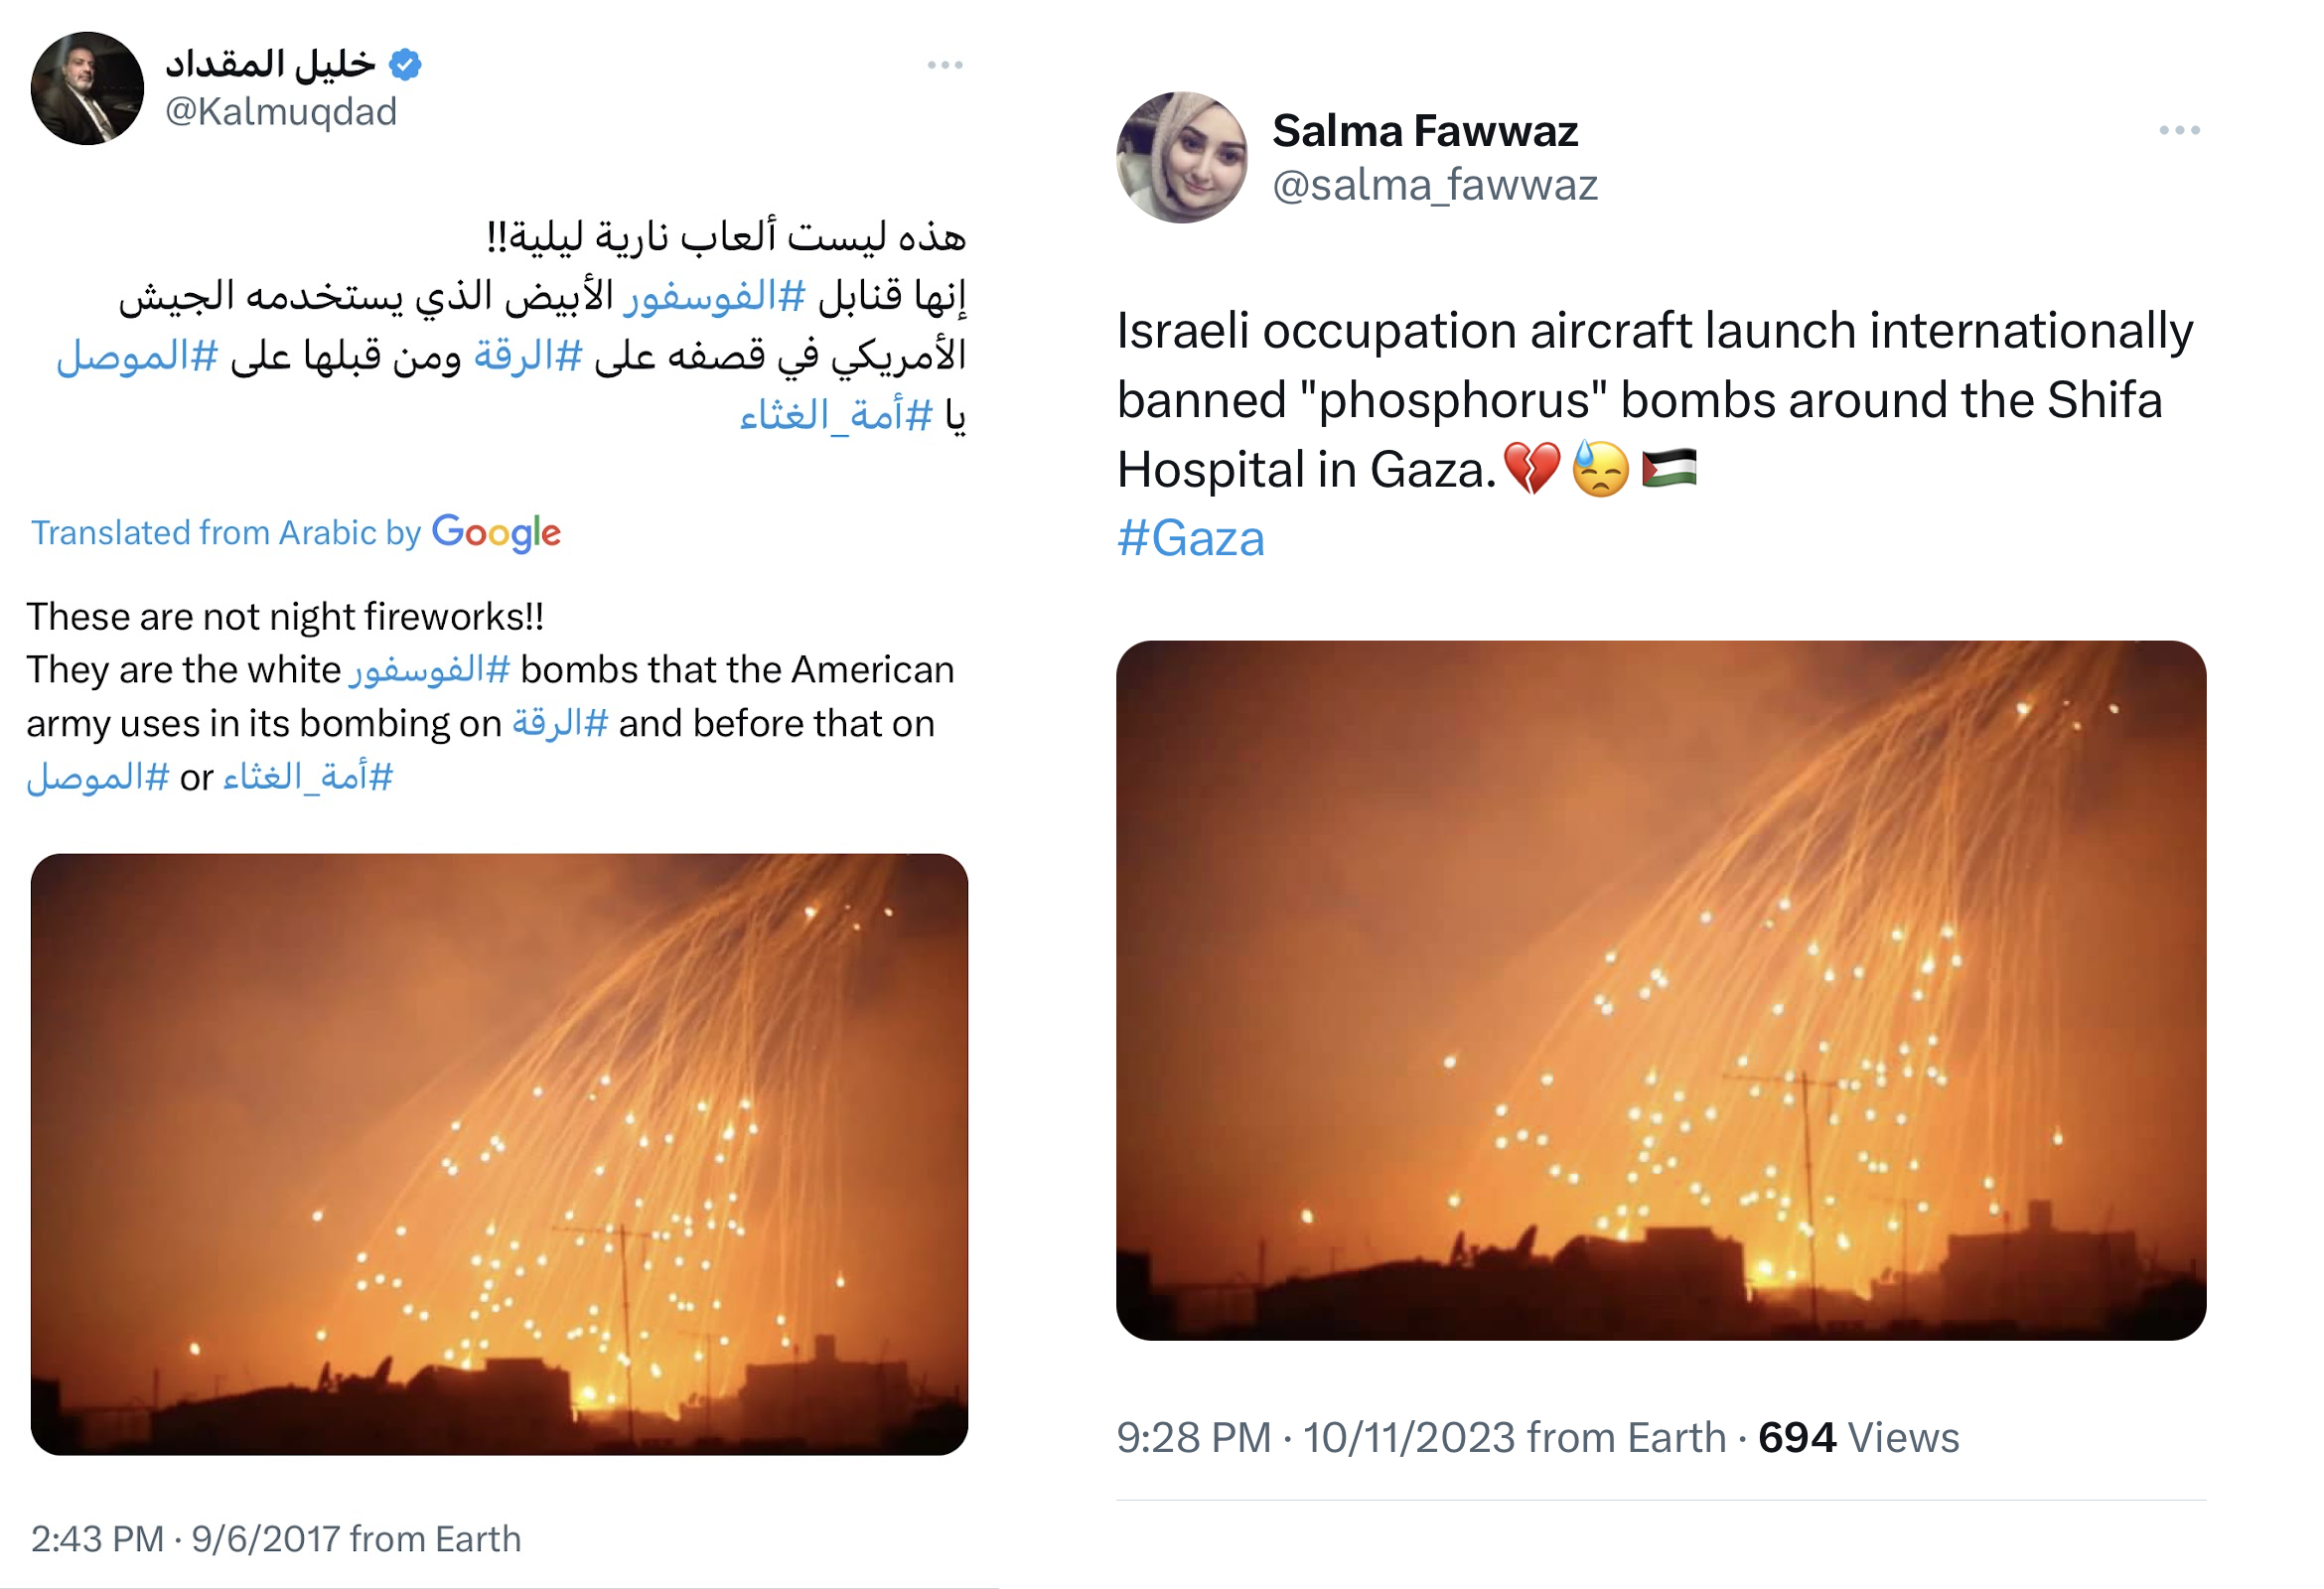 خليل المقداد
@Kalmuqdad
هذه ليست ألعاب نارية ليلية!!
إنها قنابل #الفوسفور الأبيض الذي يستخدمه الجيش
الأمريكي في قصفه على #الرقة ومن قبلها على #الموصل
يا #أمة_الغثاء
Translated from Arabic by Google
These are not night fireworks!!
They are the white #الفوسفور bombs that the American
army uses in its bombing on #الرقة and before that on
#الموصل or #أمة_الغثاء
2:43 PM · 9/6/2017 from Earth
Salma Fawwaz
@salma_fawwaz
Israeli occupation aircraft launch internationally
banned "phosphorus" bombs around the Shifa
Hospital in Gaza.💔😓🇵🇸
#Gaza
9:28 PM · 10/11/2023 from Earth · 694 Views